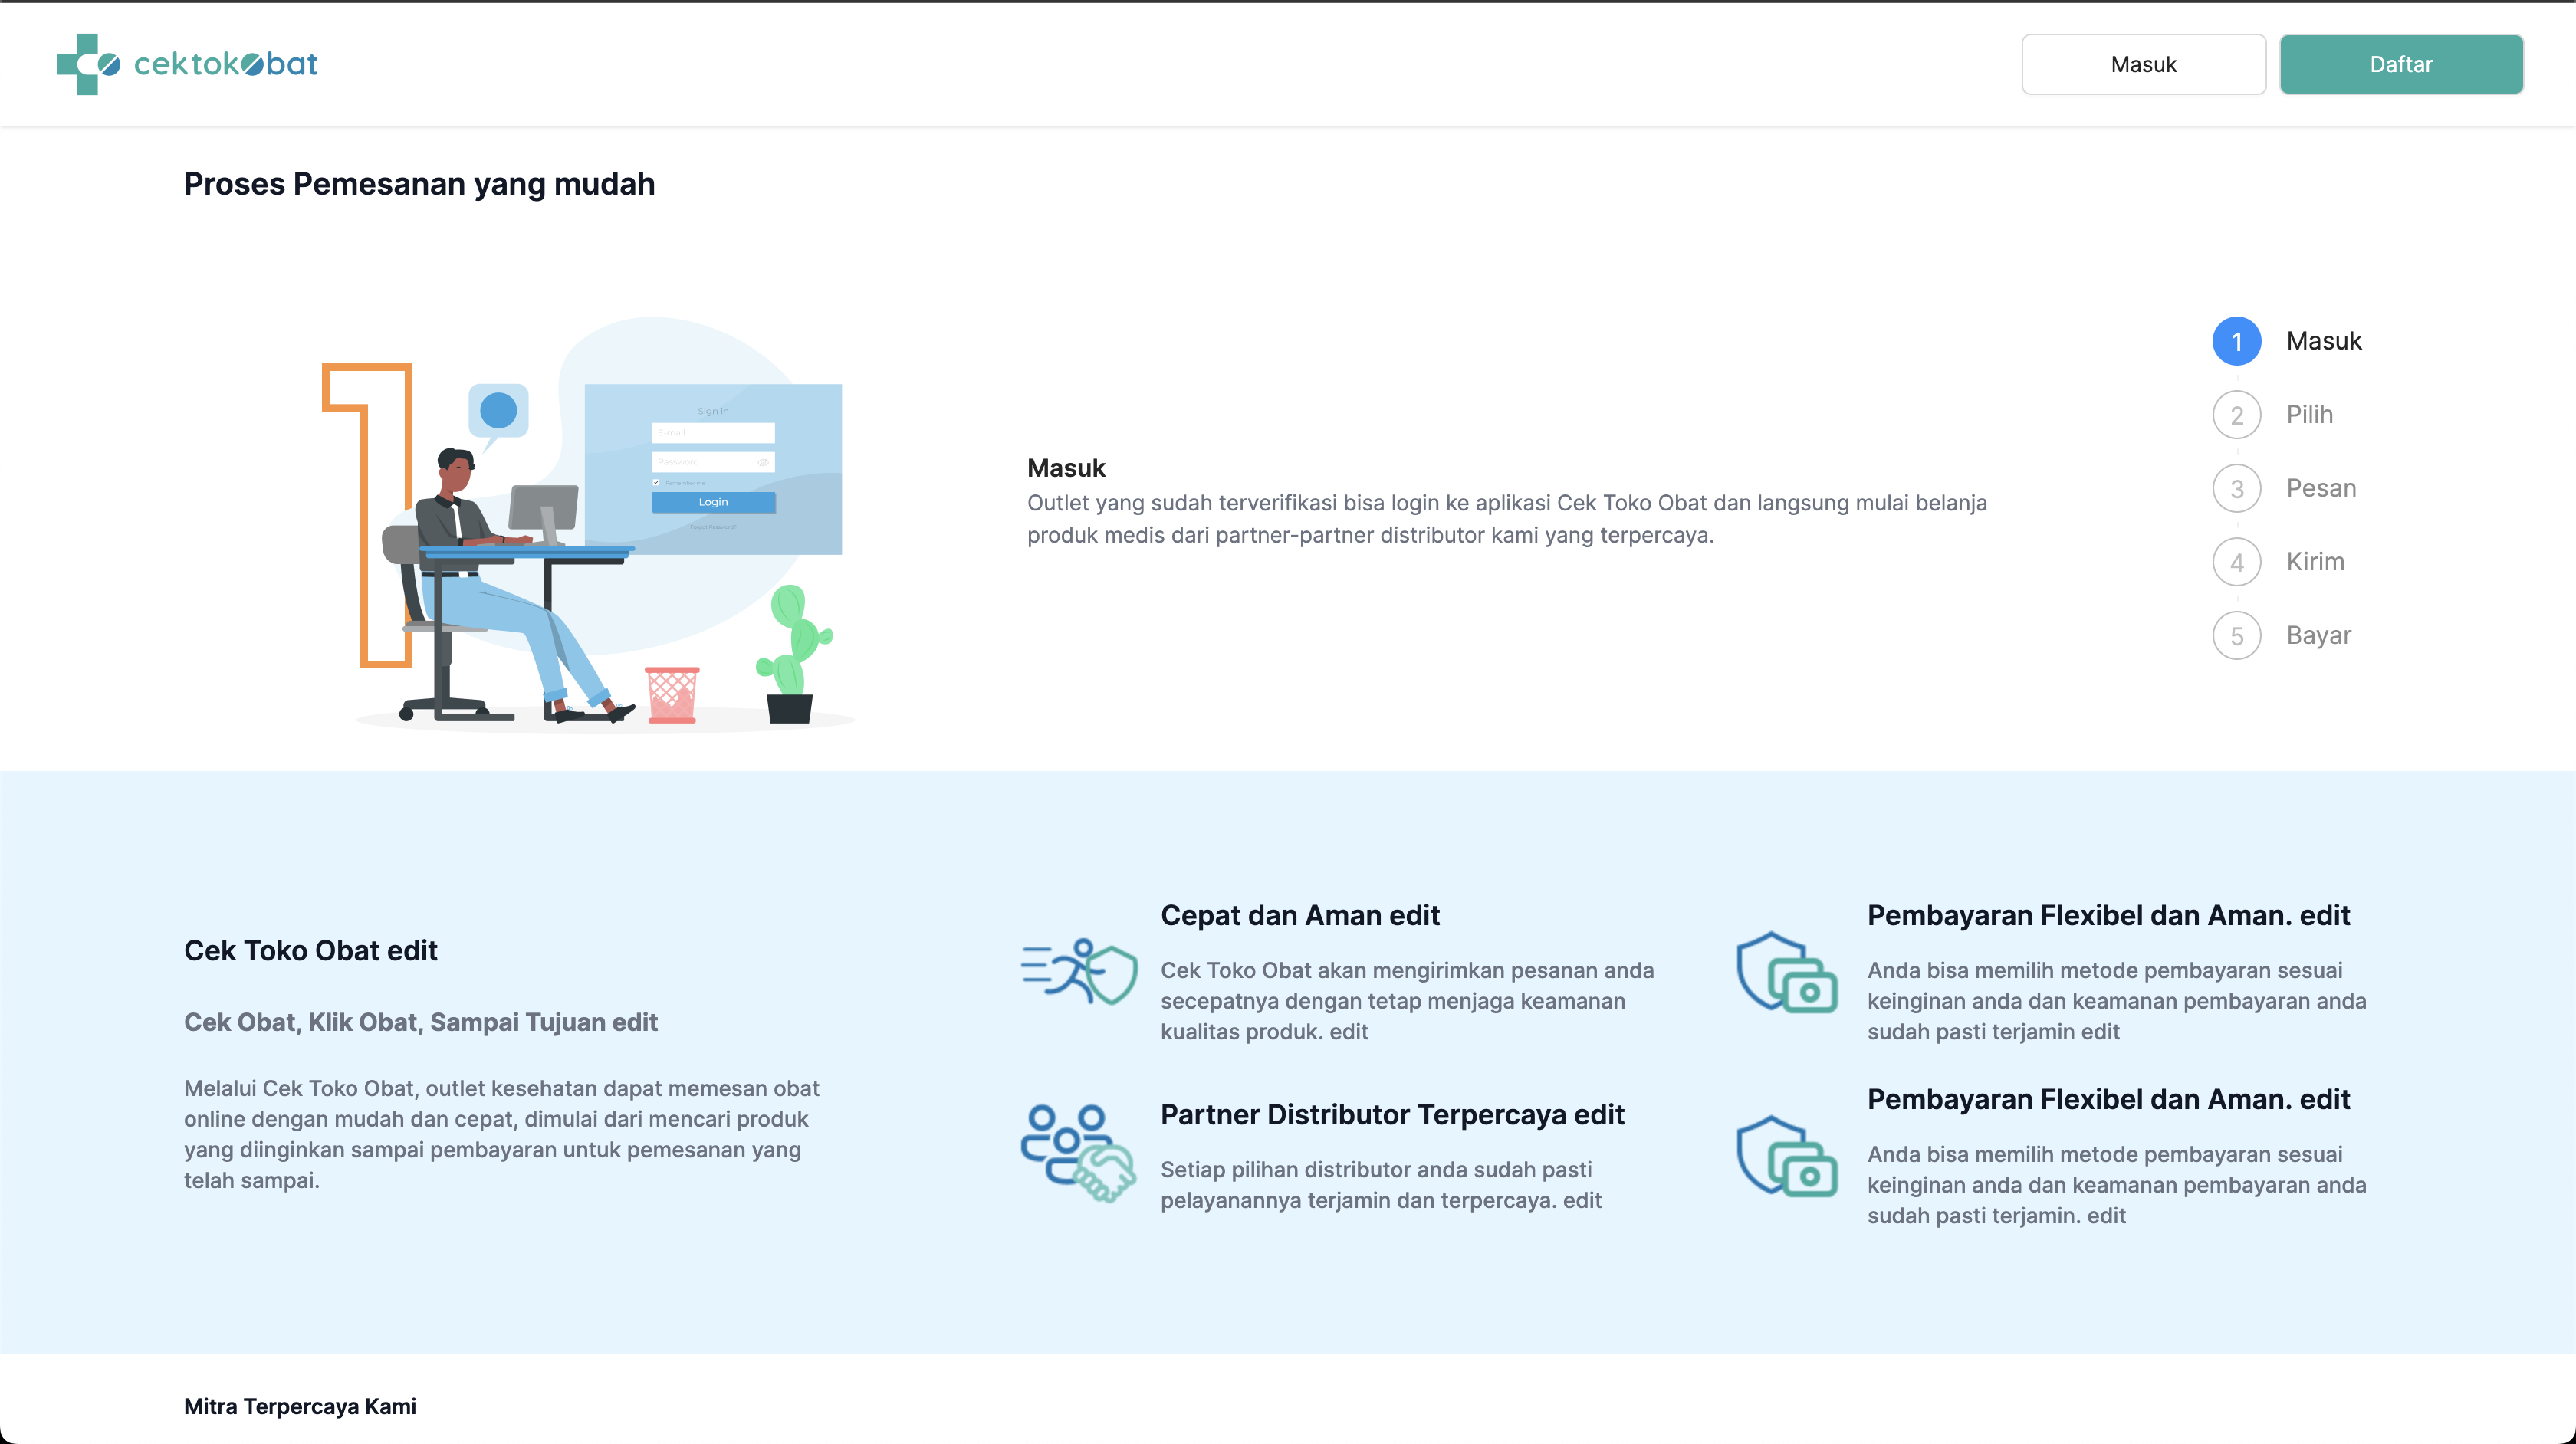 cektokobat
Masuk
Daftar
Proses Pemesanan yang mudah
1
Sign In
E-mail
Password
Remember me
Login
Forgot Password?
Masuk
Outlet yang sudah terverifikasi bisa login ke aplikasi Cek Toko Obat dan langsung mulai belanja
produk medis dari partner-partner distributor kami yang terpercaya.
1 Masuk
2 Pilih
3 Pesan
4 Kirim
5 Bayar
Cek Toko Obat edit
Cek Obat, Klik Obat, Sampai Tujuan edit
Melalui Cek Toko Obat, outlet kesehatan dapat memesan obat
online dengan mudah dan cepat, dimulai dari mencari produk
yang diinginkan sampai pembayaran untuk pemesanan yang
telah sampai.
Cepat dan Aman edit
Cek Toko Obat akan mengirimkan pesanan anda
secepatnya dengan tetap menjaga keamanan
kualitas produk. edit
Pembayaran Flexibel dan Aman. edit
Anda bisa memilih metode pembayaran sesuai
keinginan anda dan keamanan pembayaran anda
sudah pasti terjamin edit
Partner Distributor Terpercaya edit
Setiap pilihan distributor anda sudah pasti
pelayanannya terjamin dan terpercaya. edit
Pembayaran Flexibel dan Aman. edit
Anda bisa memilih metode pembayaran sesuai
keinginan anda dan keamanan pembayaran anda
sudah pasti terjamin. edit
Mitra Terpercaya Kami